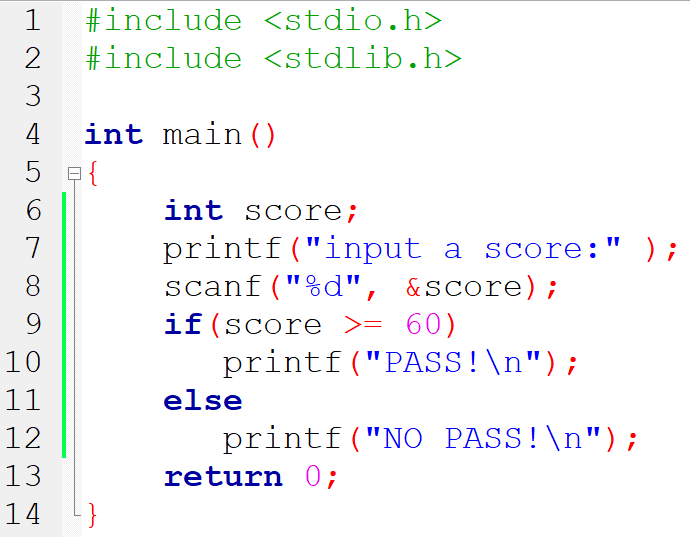 1 #include <stdio.h>
2 #include <stdlib.h>
3
4 int main()
5 {
6 int score;
7 printf("input a score:" );
8 scanf("%d", &score);
9 if(score >= 60)
10 printf("PASS!\n");
11 else
12 printf("NO PASS!\n");
13 return 0;
14 }